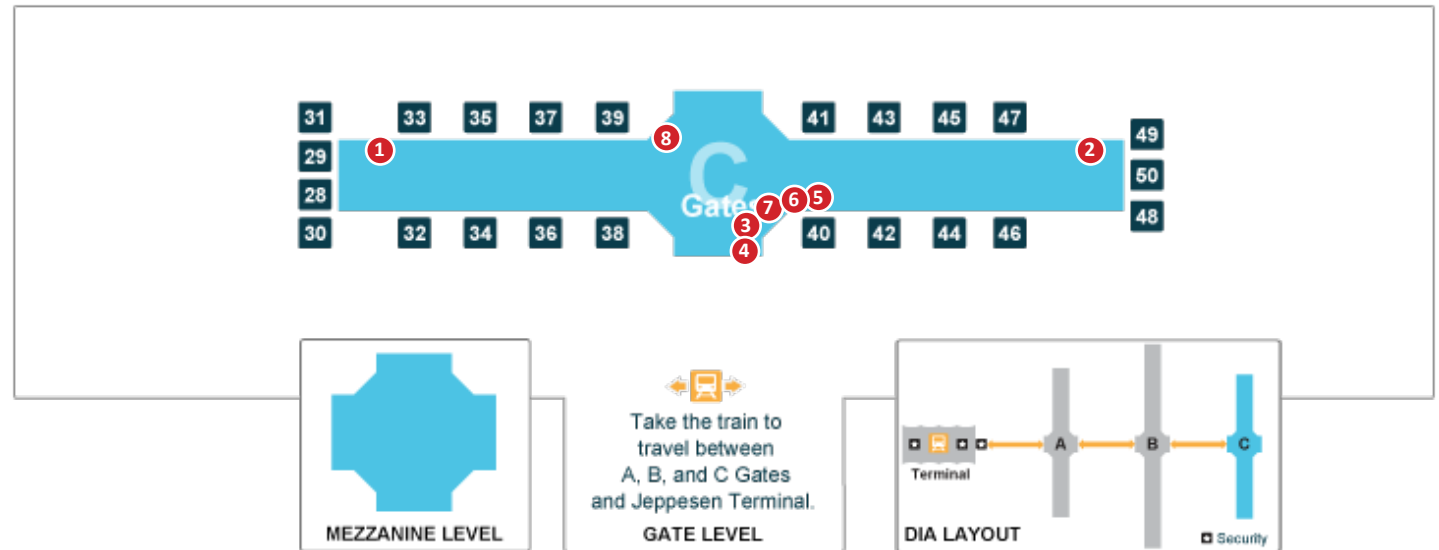 31 33 35 37 39 41 43 45 47 49
1 8 2
29 50
28 C
Gates
7 6 5
3
30 32 34 36 38 40 42 44 46 48
4
Take the train to
travel between
A, B, and C Gates
and Jeppesen Terminal.
MEZZANINE LEVEL
GATE LEVEL
A B C
Terminal
DIA LAYOUT
Security